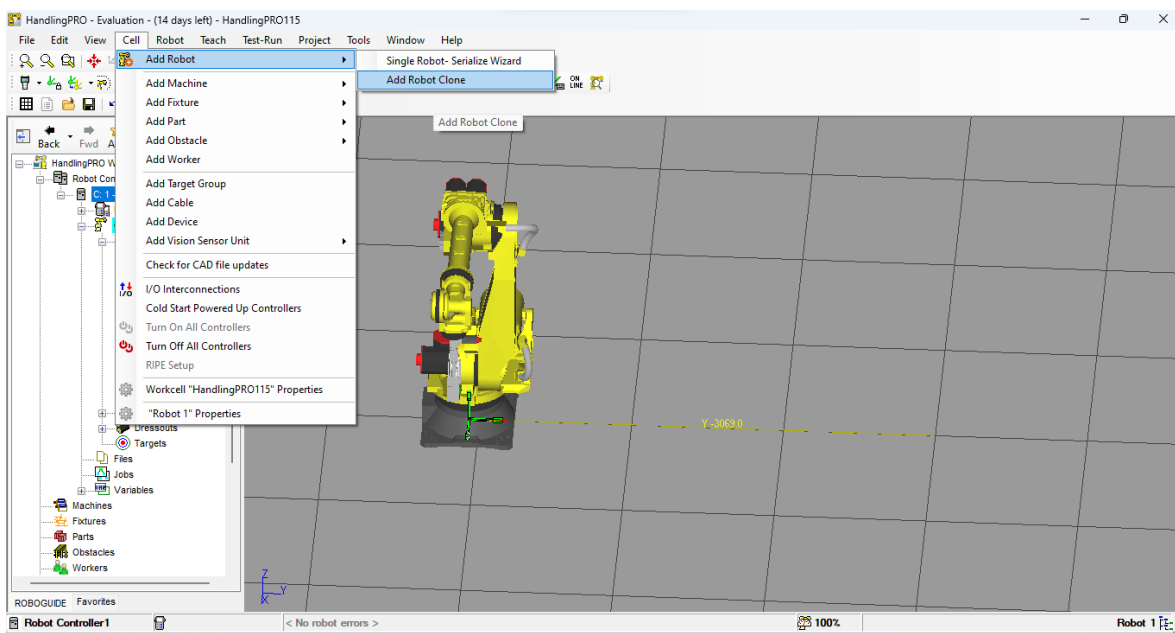 HandlingPRO - Evaluation - (14 days left) - HandlingPRO115
File Edit View Cell Robot Teach Test-Run Project Tools Window Help
Add Robot
Single Robot- Serialize Wizard
Add Robot Clone
ON
LINE
Add Machine
Add Fixture
Add Part
Add Robot Clone
Back Fwd
Add Obstacle
Add Worker
HandlingPRO W
Robot Con
Add Target Group
C: 1 -
Add Cable
Add Device
Add Vision Sensor Unit
Check for CAD file updates
I/O
I/O Interconnections
Cold Start Powered Up Controllers
Turn On All Controllers
Turn Off All Controllers
RIPE Setup
Workcell "HandlingPRO115" Properties
"Robot 1" Properties
Dressouts
Y -3069.0
Targets
Files
Jobs
Variables
Machines
Fixtures
Parts
Obstacles
Workers
Z
Y
X
ROBOGUIDE Favorites
Robot Controller1 < No robot errors > 100% Robot 1